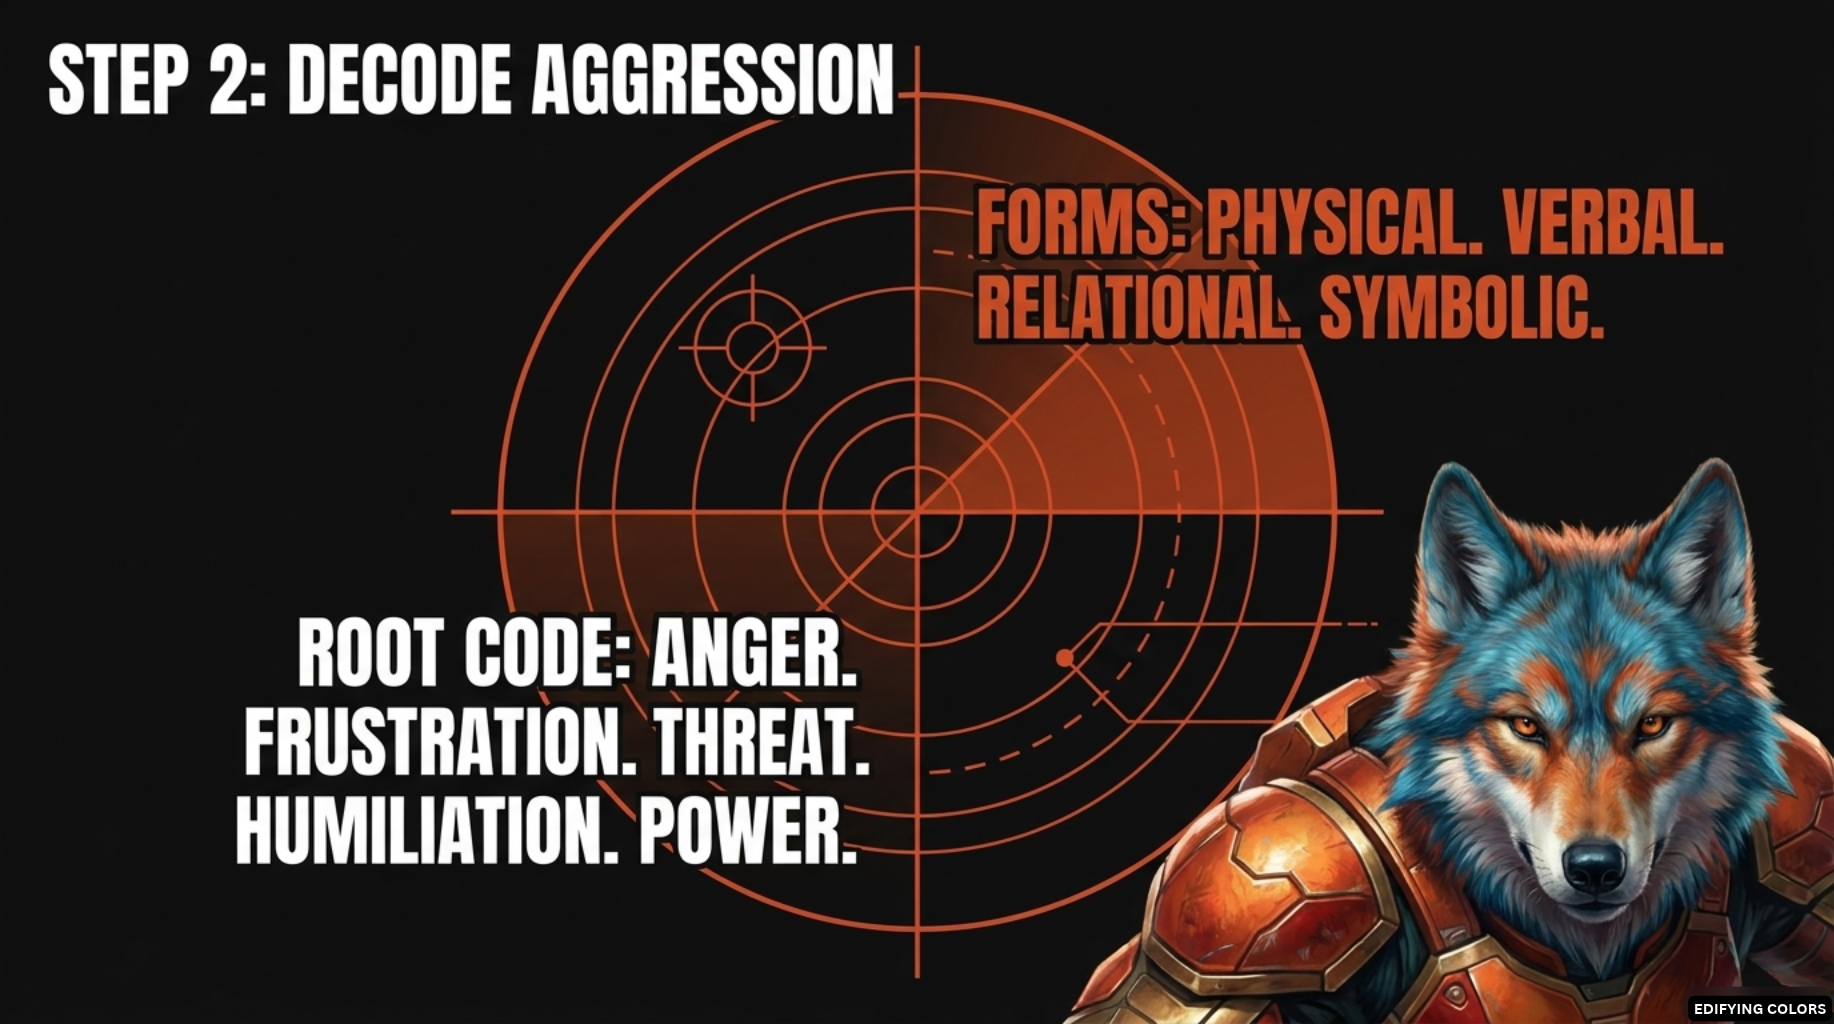 STEP 2: DECODE AGGRESSION
FORMS: PHYSICAL. VERBAL.
RELATIONAL. SYMBOLIC.
ROOT CODE: ANGER.
FRUSTRATION. THREAT.
HUMILIATION. POWER.
EDIFYING COLORS